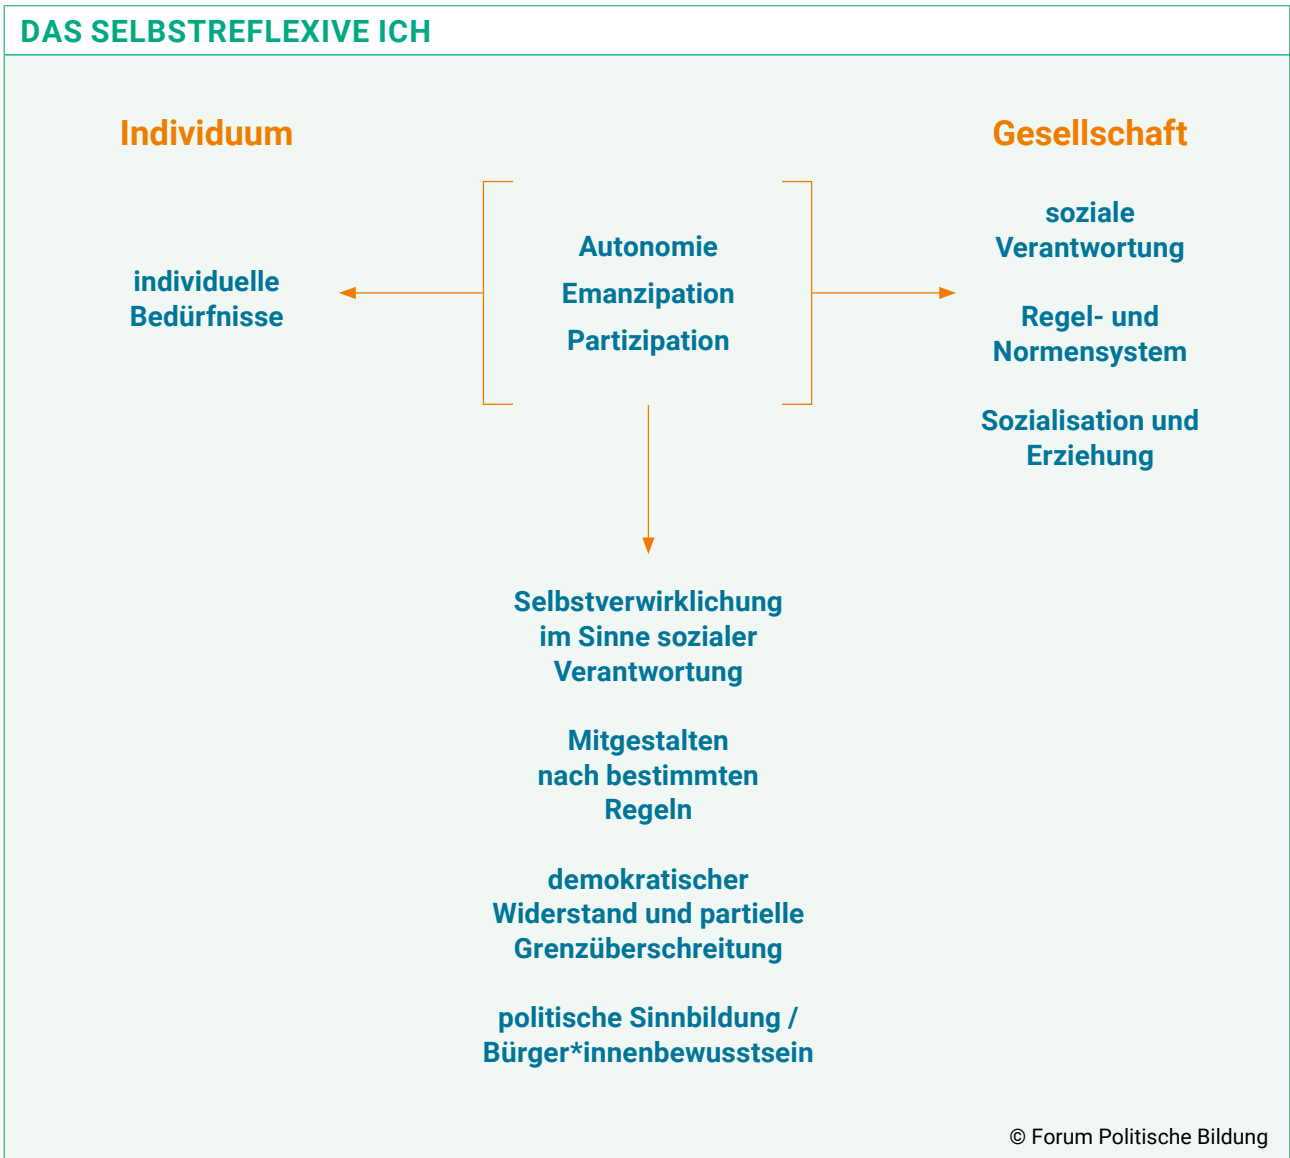 DAS SELBSTREFLEXIVE ICH
Individuum
individuelle
Bedürfnisse
Autonomie
Emanzipation
Partizipation
Gesellschaft
soziale
Verantwortung
Regel- und
Normensystem
Sozialisation und
Erziehung
Selbstverwirklichung
im Sinne sozialer
Verantwortung
Mitgestalten
nach bestimmten
Regeln
demokratischer
Widerstand und partielle
Grenzüberschreitung
politische Sinnbildung /
Bürger*innenbewusstsein
© Forum Politische Bildung